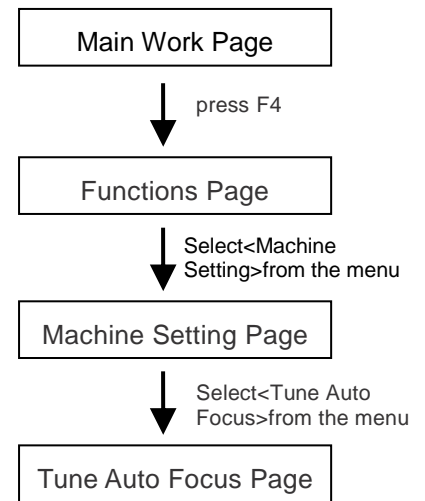 Main Work Page
press F4
Functions Page
Select<Machine
Setting>from the menu
Machine Setting Page
Select<Tune Auto
Focus>from the menu
Tune Auto Focus Page